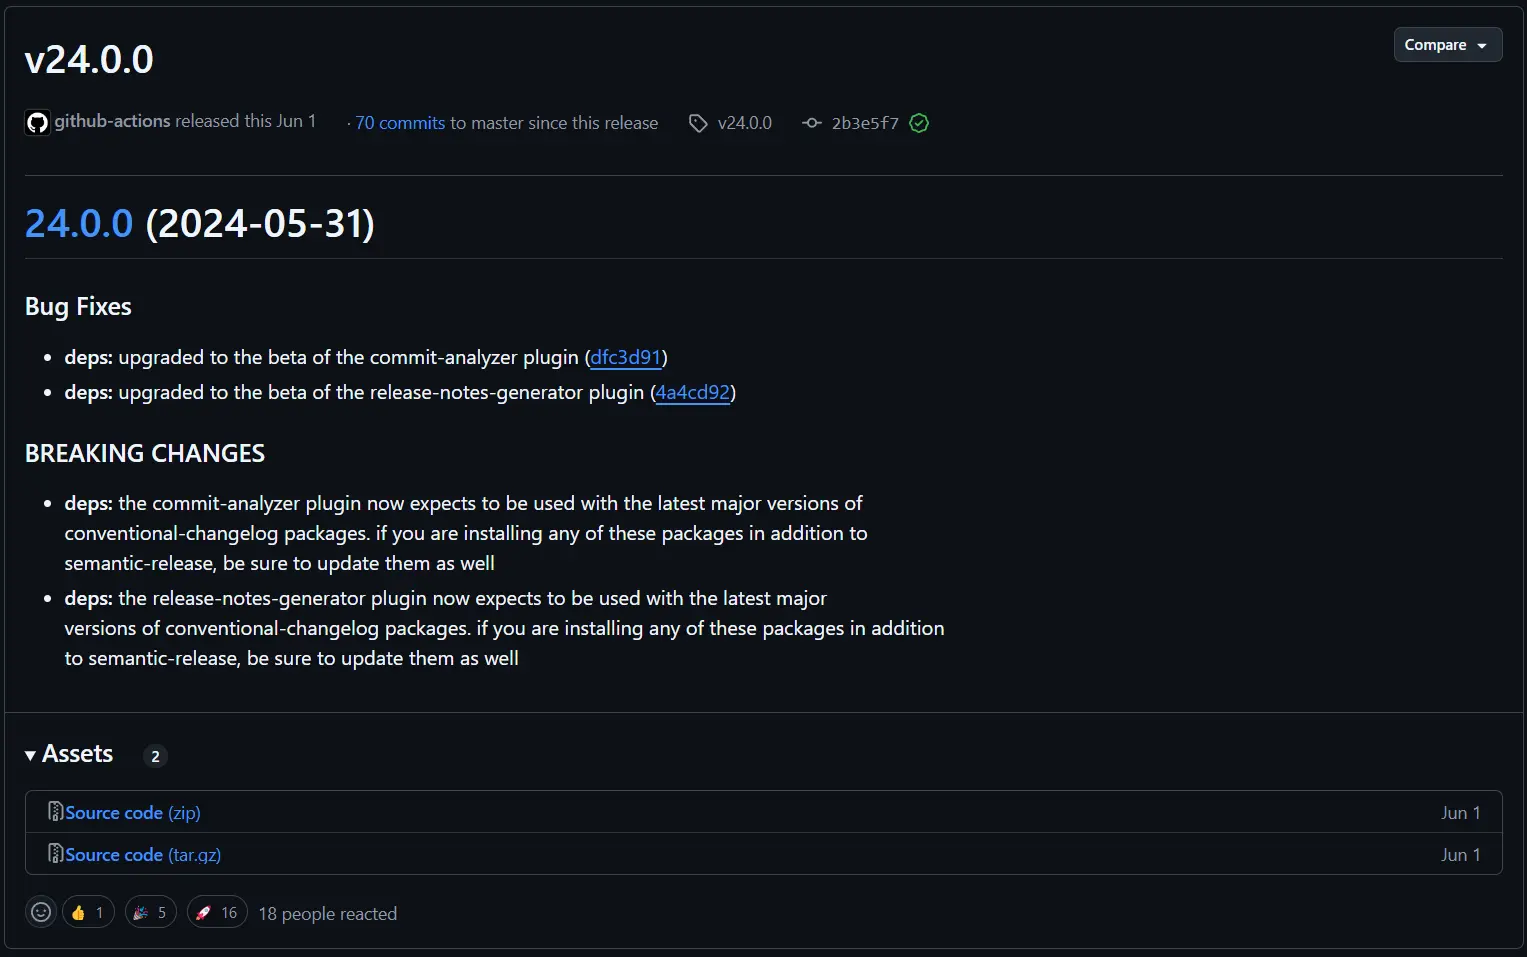 v24.0.0
Compare
github-actions released this Jun 1 · 70 commits to master since this release v24.0.0 2b3e5f7
24.0.0 (2024-05-31)
Bug Fixes
• deps: upgraded to the beta of the commit-analyzer plugin (dfc3d91)
• deps: upgraded to the beta of the release-notes-generator plugin (4a4cd92)
BREAKING CHANGES
• deps: the commit-analyzer plugin now expects to be used with the latest major versions of
conventional-changelog packages. if you are installing any of these packages in addition to
semantic-release, be sure to update them as well
• deps: the release-notes-generator plugin now expects to be used with the latest major
versions of conventional-changelog packages. if you are installing any of these packages in addition
to semantic-release, be sure to update them as well
Assets 2
Source code (zip) Jun 1
Source code (tar.gz) Jun 1
👍 1 🎉 5 🚀 16 18 people reacted